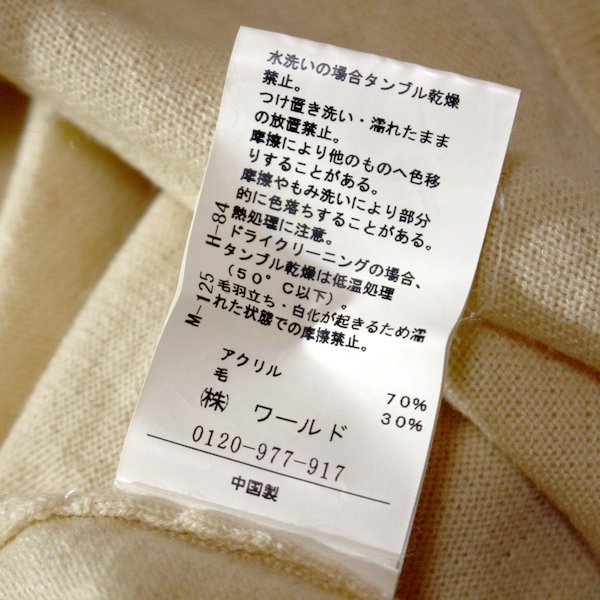 水洗いの場合タンブル乾燥
禁止。
つけ置き洗い・濡れたまま
の放置禁止。
摩擦により他のものへ色移
りすることがある。
摩擦やもみ洗いにより部分
的に色落ちすることがある。
熱処理に注意。
ドライクリーニングの場合、
タンブル乾燥は低温処理
(50°C以下)。
毛羽立ち・白化が起きるため濡
れた状態での摩擦禁止。
M-125 H-84
アクリル 70%
毛 30%
(株) ワールド
0120-977-917
中国製